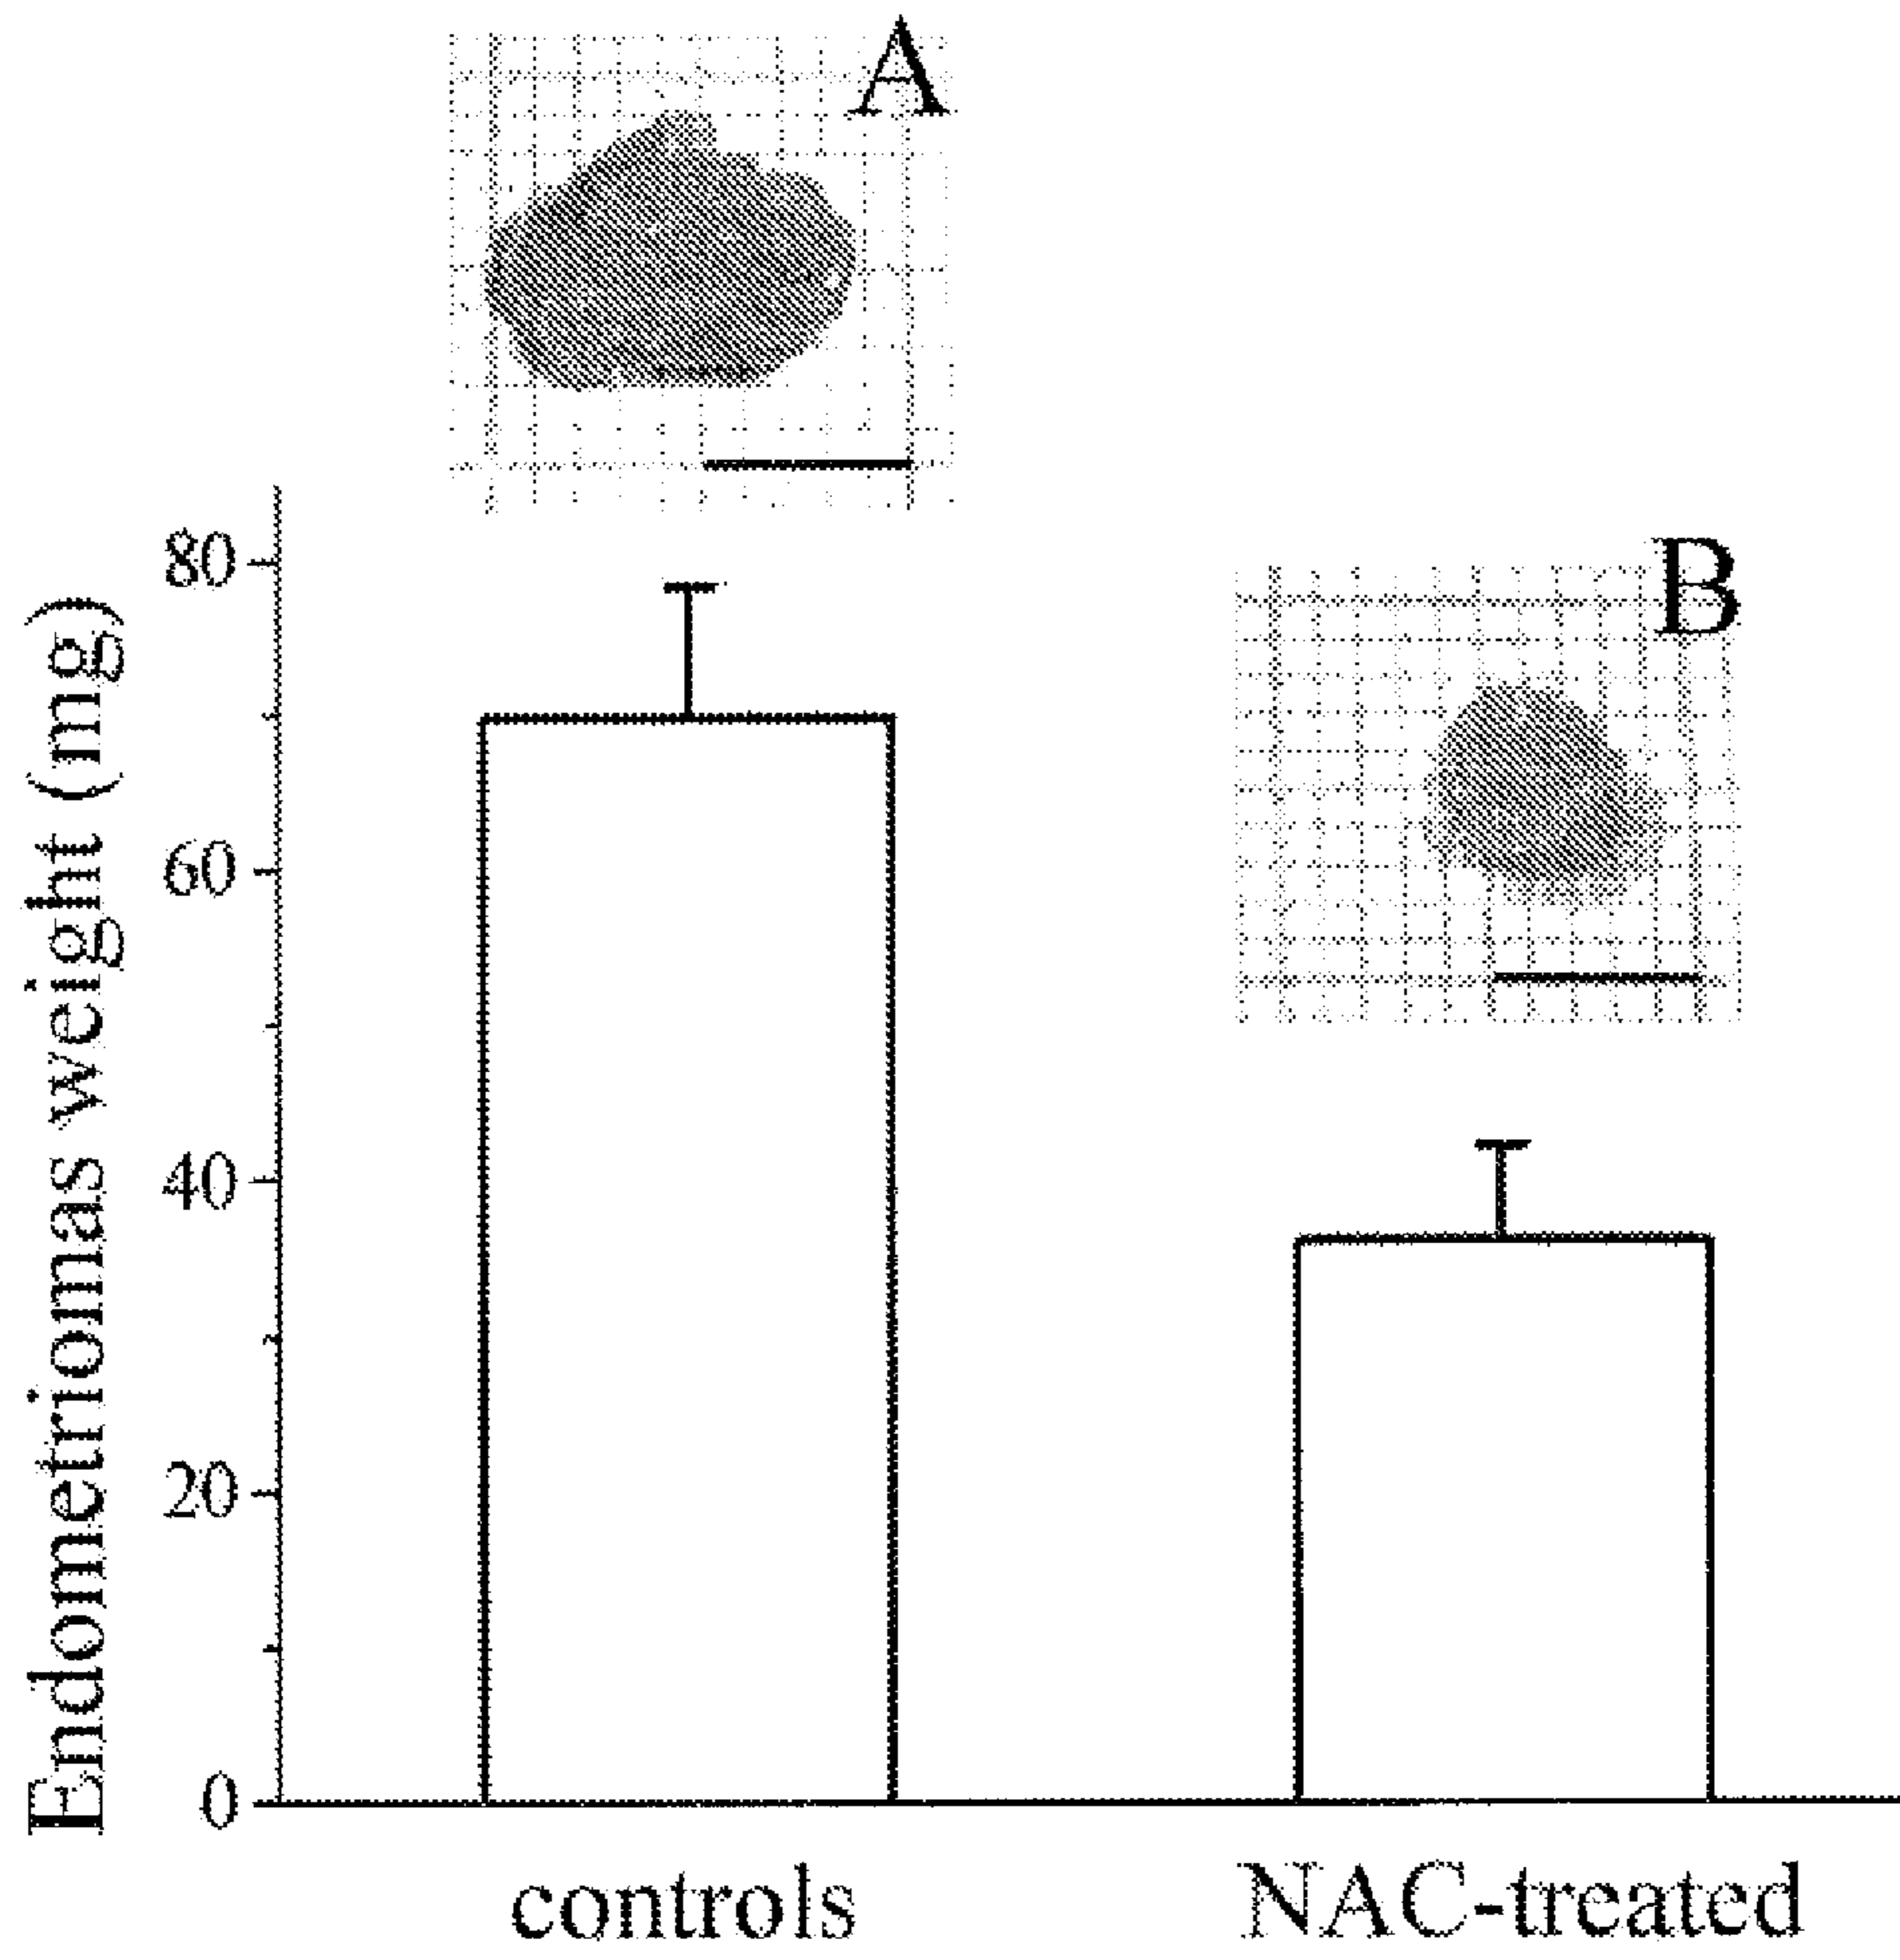 A
B
Endometriomas weight (mg)
80
60
40
20
0
controls
NAC-treated